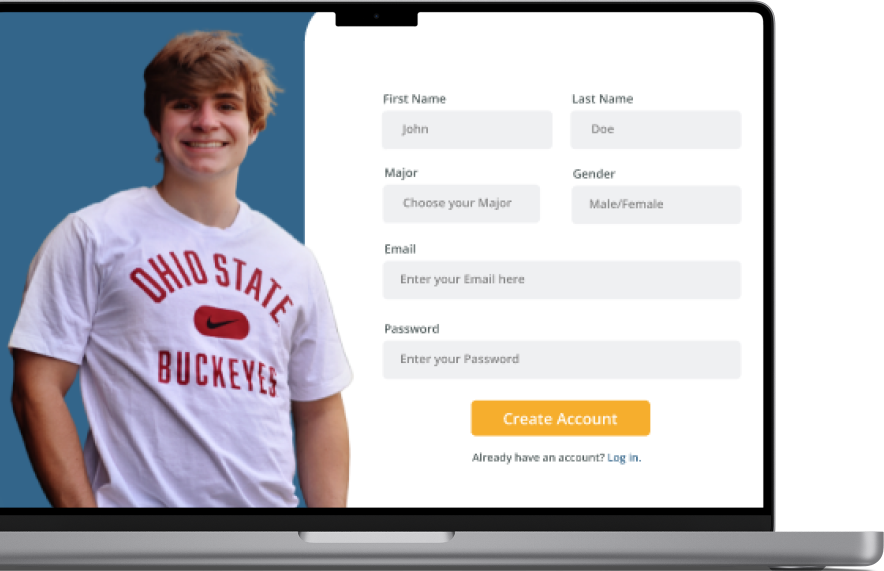 OHIO STATE
BUCKEYES
First Name
Last Name
John
Doe
Major
Gender
Choose your Major
Male/Female
Email
Enter your Email here
Password
Enter your Password
Create Account
Already have an account? Log in.